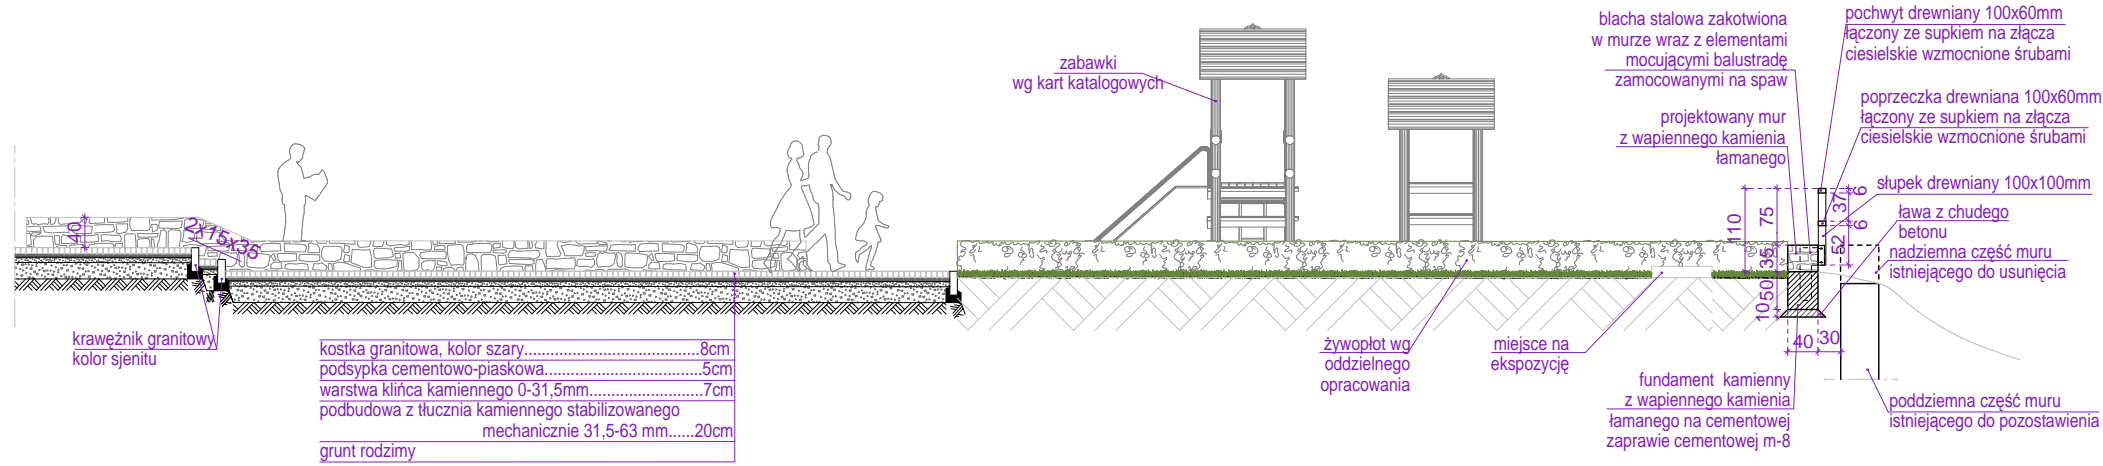 40
2x15x35
krawężnik granitowy
kolor sjenitu
kostka granitowa, kolor szary..........................................8cm
podsypka cementowo-piaskowa......................................5cm
warstwa klińca kamiennego 0-31,5mm...........................7cm
podbudowa z tłucznia kamiennego stabilizowanego
mechanicznie 31,5-63 mm......20cm
grunt rodzimy
zabawki
wg kart katalogowych
żywopłot wg
oddzielnego
opracowania
miejsce na
ekspozycję
blacha stalowa zakotwiona
w murze wraz z elementami
mocującymi balustradę
zamocowanymi na spaw
projektowany mur
z wapiennego kamienia
łamanego
110
75
35
50
10
40
30
6
37
6
52
fundament  kamienny
z wapiennego kamienia
łamanego na cementowej
zaprawie cementowej m-8
pochwyt drewniany 100x60mm
łączony ze supkiem na złącza
ciesielskie wzmocnione śrubami
poprzeczka drewniana 100x60mm
łączony ze supkiem na złącza
ciesielskie wzmocnione śrubami
słupek drewniany 100x100mm
ława z chudego
betonu
nadziemna część muru
istniejącego do usunięcia
poddziemna część muru
istniejącego do pozostawienia